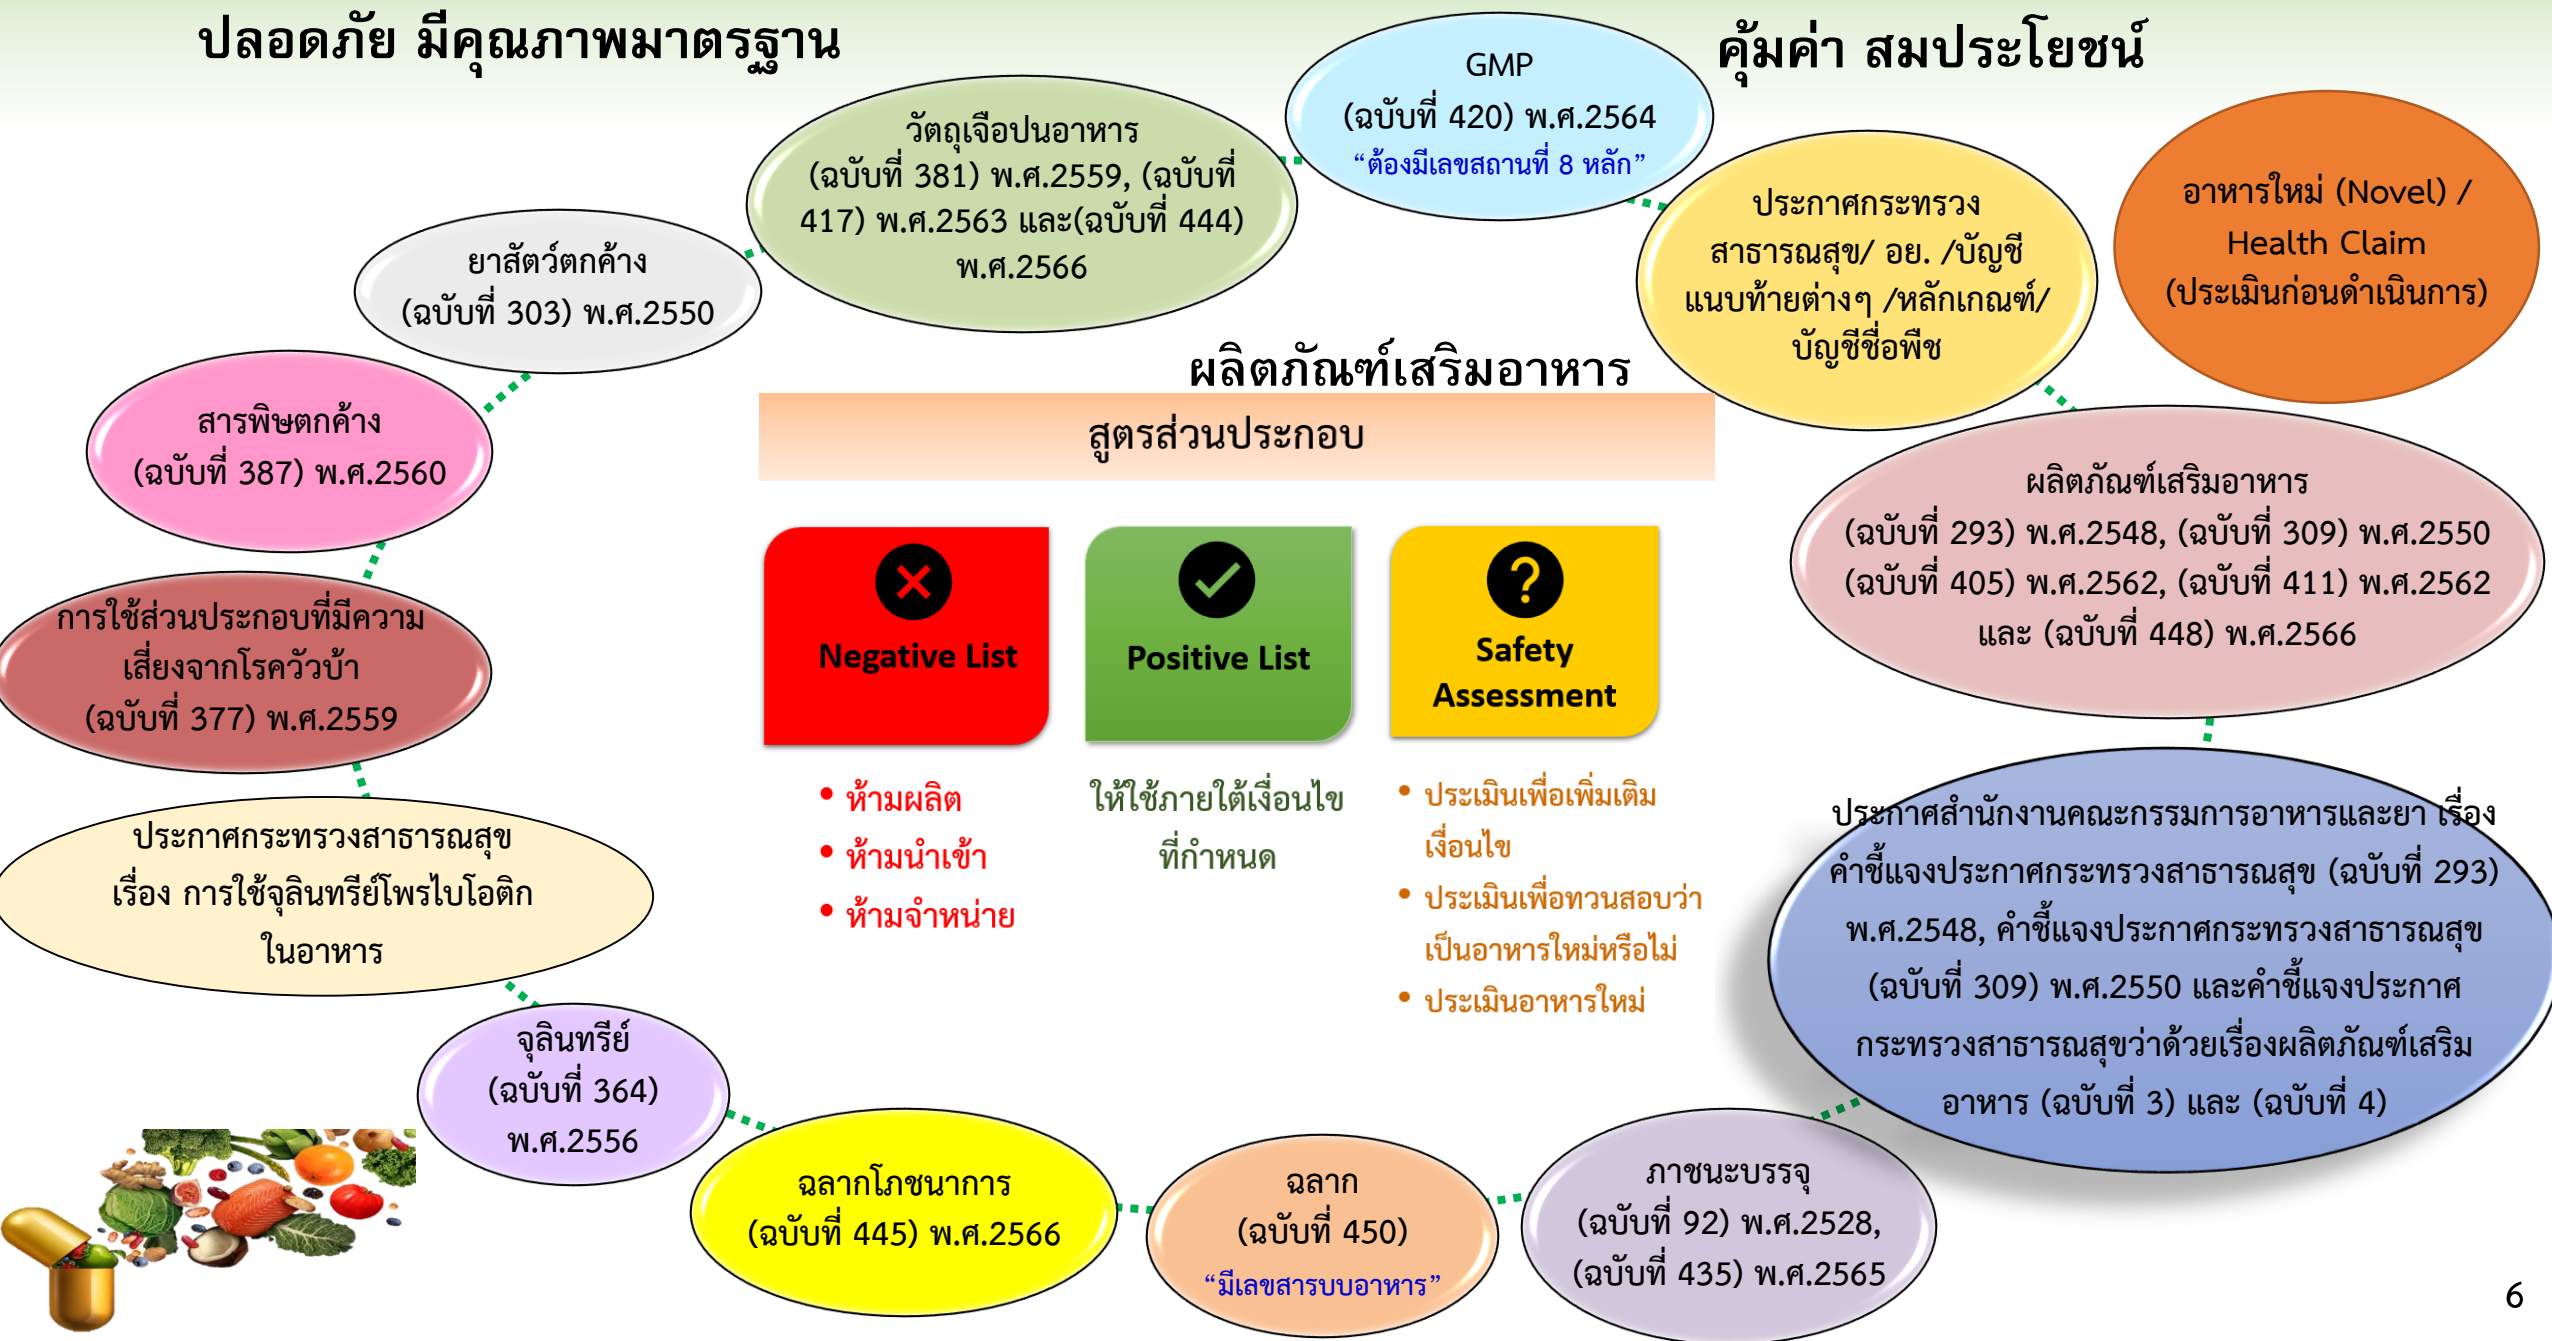 ปลอดภัย มีคุณภาพมาตรฐาน
คุ้มค่า สมประโยชน์
GMP
(ฉบับที่ 420) พ.ศ.2564
“ต้องมีเลขสถานที่ 8 หลัก”
วัตถุเจือปนอาหาร
(ฉบับที่ 381) พ.ศ.2559, (ฉบับที่
417) พ.ศ.2563 และ(ฉบับที่ 444)
พ.ศ.2566
ประกาศกระทรวง
สาธารณสุข/ อย. /บัญชี
แนบท้ายต่างๆ /หลักเกณฑ์/
บัญชีชื่อพืช
อาหารใหม่ (Novel) /
Health Claim
(ประเมินก่อนดำเนินการ)
ยาสัตว์ตกค้าง
(ฉบับที่ 303) พ.ศ.2550
สารพิษตกค้าง
(ฉบับที่ 387) พ.ศ.2560
ผลิตภัณฑ์เสริมอาหาร
สูตรส่วนประกอบ
ผลิตภัณฑ์เสริมอาหาร
(ฉบับที่ 293) พ.ศ.2548, (ฉบับที่ 309) พ.ศ.2550
(ฉบับที่ 405) พ.ศ.2562, (ฉบับที่ 411) พ.ศ.2562
และ (ฉบับที่ 448) พ.ศ.2566
การใช้ส่วนประกอบที่มีความ
เสี่ยงจากโรควัวบ้า
(ฉบับที่ 377) พ.ศ.2559
Negative List
• ห้ามผลิต
• ห้ามนำเข้า
• ห้ามจำหน่าย
Positive List
ให้ใช้ภายใต้เงื่อนไข
ที่กำหนด
Safety
Assessment
• ประเมินเพื่อเพิ่มเติม
เงื่อนไข
• ประเมินเพื่อทวนสอบว่า
เป็นอาหารใหม่หรือไม่
• ประเมินอาหารใหม่
ประกาศกระทรวงสาธารณสุข
เรื่อง การใช้จุลินทรีย์โพรไบโอติก
ในอาหาร
ประกาศสำนักงานคณะกรรมการอาหารและยา เรื่อง
คำชี้แจงประกาศกระทรวงสาธารณสุข (ฉบับที่ 293)
พ.ศ.2548, คำชี้แจงประกาศกระทรวงสาธารณสุข
(ฉบับที่ 309) พ.ศ.2550 และคำชี้แจงประกาศ
กระทรวงสาธารณสุขว่าด้วยเรื่องผลิตภัณฑ์เสริม
อาหาร (ฉบับที่ 3) และ (ฉบับที่ 4)
จุลินทรีย์
(ฉบับที่ 364)
พ.ศ.2556
ฉลากโภชนาการ
(ฉบับที่ 445) พ.ศ.2566
ฉลาก
(ฉบับที่ 450)
“มีเลขสารบบอาหาร”
ภาชนะบรรจุ
(ฉบับที่ 92) พ.ศ.2528,
(ฉบับที่ 435) พ.ศ.2565
6